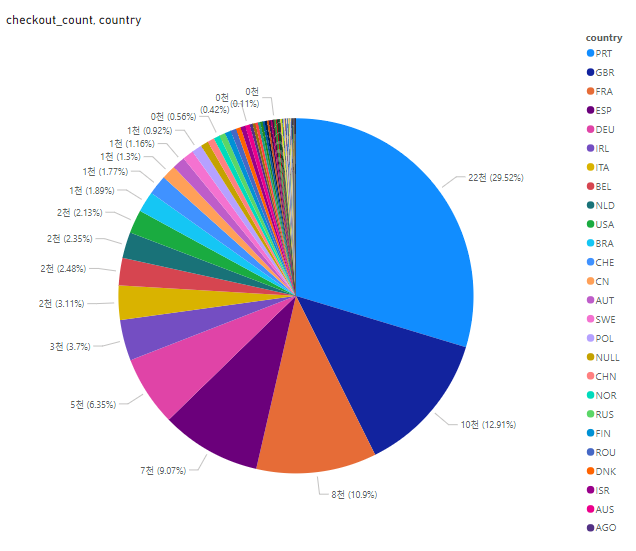 checkout_count, country
country
PRT
GBR
FRA
ESP
DEU
IRL
ITA
BEL
NLD
USA
BRA
CHE
CN
AUT
SWE
POL
NULL
CHN
NOR
RUS
FIN
ROU
DNK
ISR
AUS
AGO
22천 (29.52%)
10천 (12.91%)
8천 (10.9%)
7천 (9.07%)
5천 (6.35%)
3천 (3.7%)
2천 (3.11%)
2천 (2.48%)
2천 (2.35%)
2천 (2.13%)
1천 (1.89%)
1천 (1.77%)
1천 (1.3%)
1천 (1.16%)
1천 (0.92%)
0천 (0.56%)
0천
(0.42%)
0천
(0.11%)